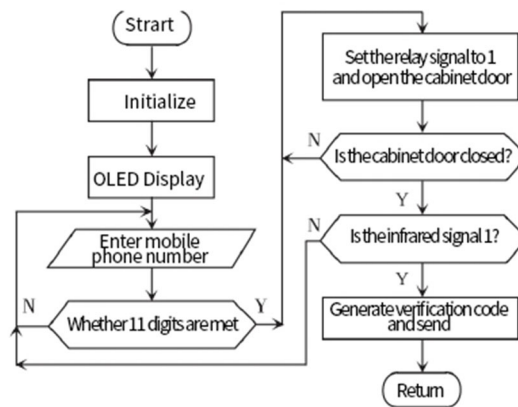 Strart
Initialize
OLED Display
Enter mobile
phone number
N
Whether 11 digits are met
Y
Set the relay signal to 1
and open the cabinet door
N
Is the cabinet door closed?
Y
N
Is the infrared signal 1?
Y
Generate verification code
and send
Return